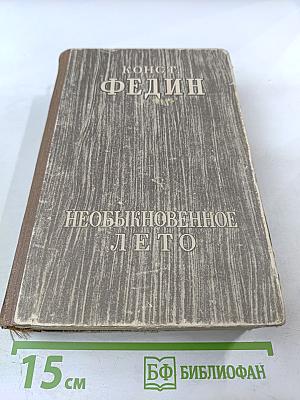 КОНСТ.
ФЕДИН
НЕОБЫКНОВЕННОЕ
ЛЕТО
15 см
БФ БИБЛИОФАН